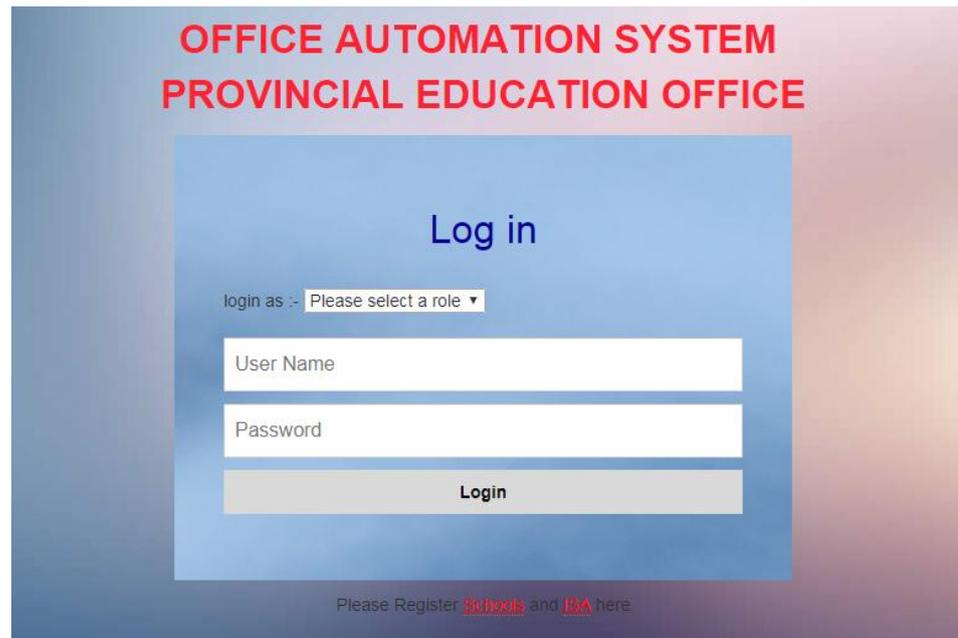 OFFICE AUTOMATION SYSTEM
PROVINCIAL EDUCATION OFFICE
Log in
login as :- Please select a role
User Name
Password
Login
Please Register Schools and ISA here